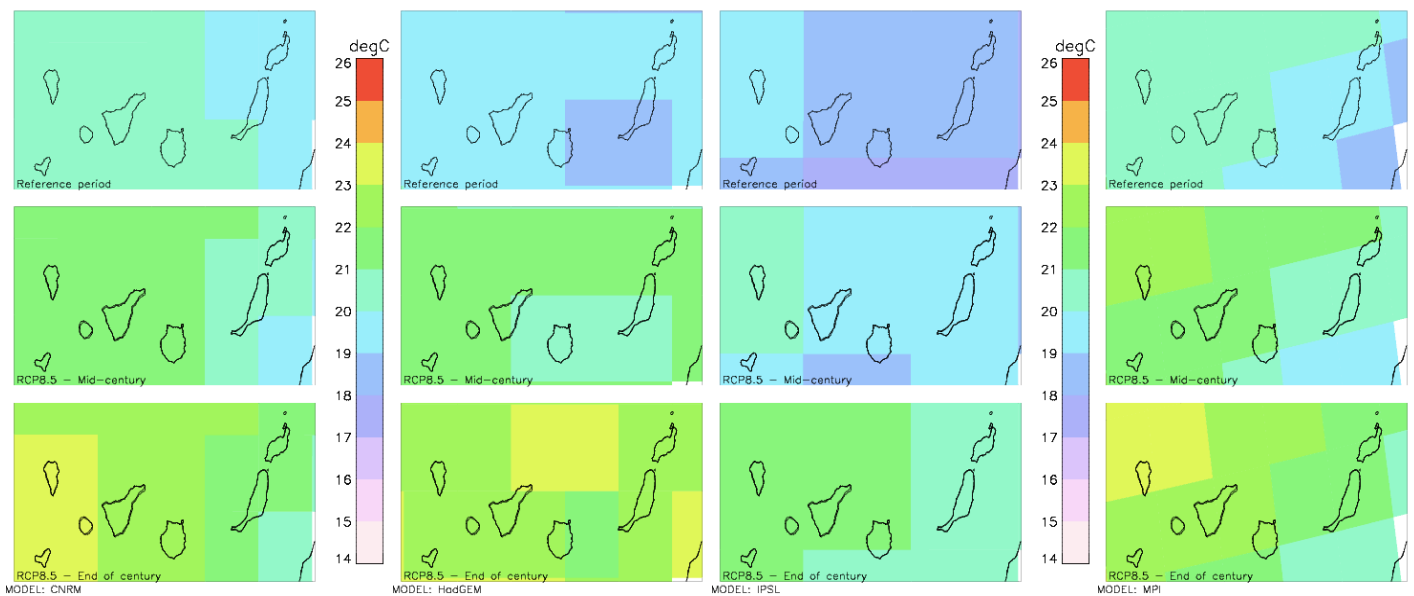 degC
degC
26
25
24
23
22
21
20
19
18
17
16
15
14
26
25
24
23
22
21
20
19
18
17
16
15
14
Reference period
Reference period
Reference period
Reference period
RCP8.5 - Mid-century
RCP8.5 - Mid-century
RCP8.5 - Mid-century
RCP8.5 - Mid-century
RCP8.5 - End of century
RCP8.5 - End of century
RCP8.5 - End of century
RCP8.5 - End of century
MODEL: CNRM
MODEL: HadGEM
MODEL: IPSL
MODEL: MPI